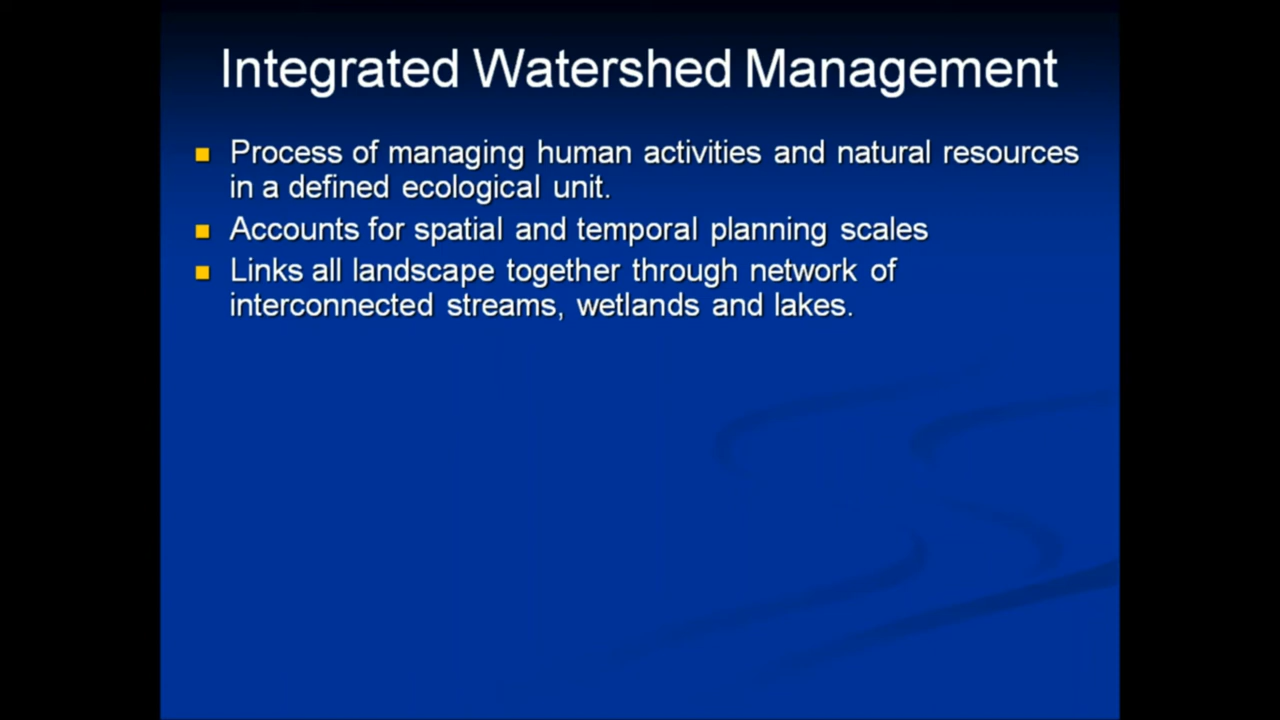 Integrated Watershed Management
Process of managing human activities and natural resources
in a defined ecological unit.
Accounts for spatial and temporal planning scales
Links all landscape together through network of
interconnected streams, wetlands and lakes.